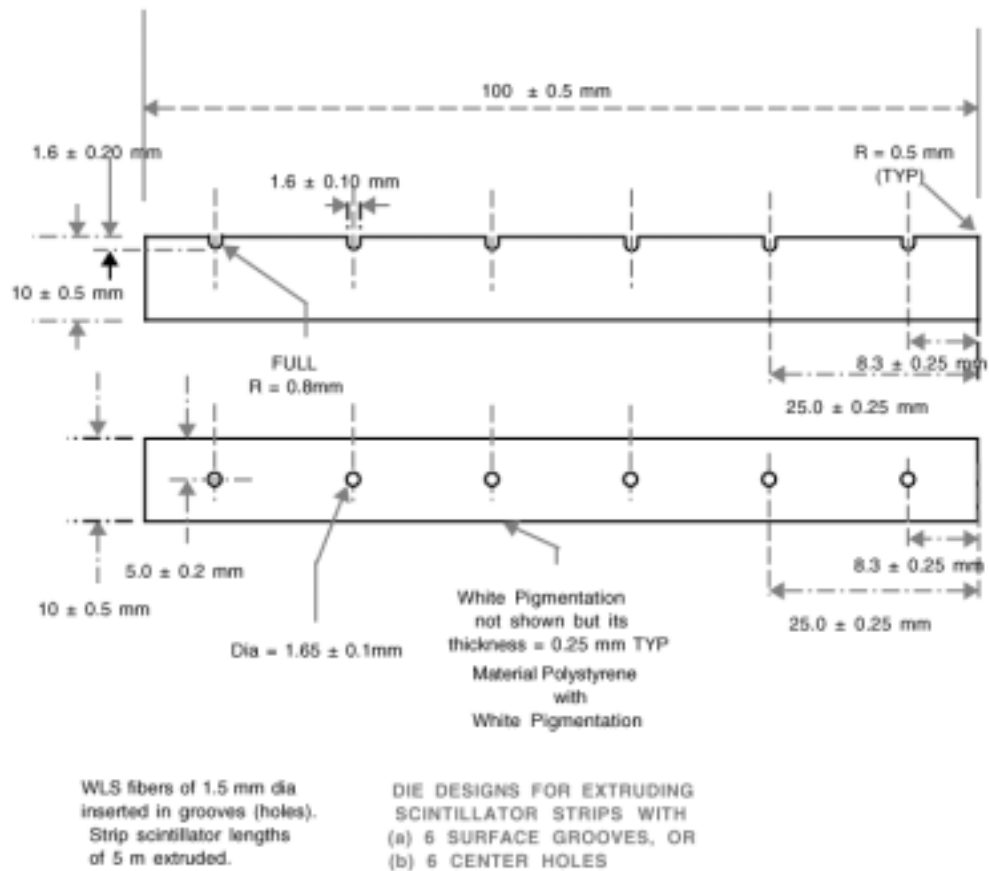 100 ± 0.5 mm
1.6 ± 0.20 mm
R = 0.5 mm
(TYP)
1.6 ± 0.10 mm
10 ± 0.5 mm
FULL
R = 0.8mm
8.3 ± 0.25 mm
25.0 ± 0.25 mm
5.0 ± 0.2 mm
8.3 ± 0.25 mm
10 ± 0.5 mm
White Pigmentation
not shown but its
thickness = 0.25 mm TYP
25.0 ± 0.25 mm
Dia = 1.65 ± 0.1mm
Material Polystyrene
with
White Pigmentation
WLS fibers of 1.5 mm dia
inserted in grooves (holes).
Strip scintillator lengths
of 5 m extruded.
DIE DESIGNS FOR EXTRUDING
SCINTILLATOR STRIPS WITH
(a) 6 SURFACE GROOVES, OR
(b) 6 CENTER HOLES